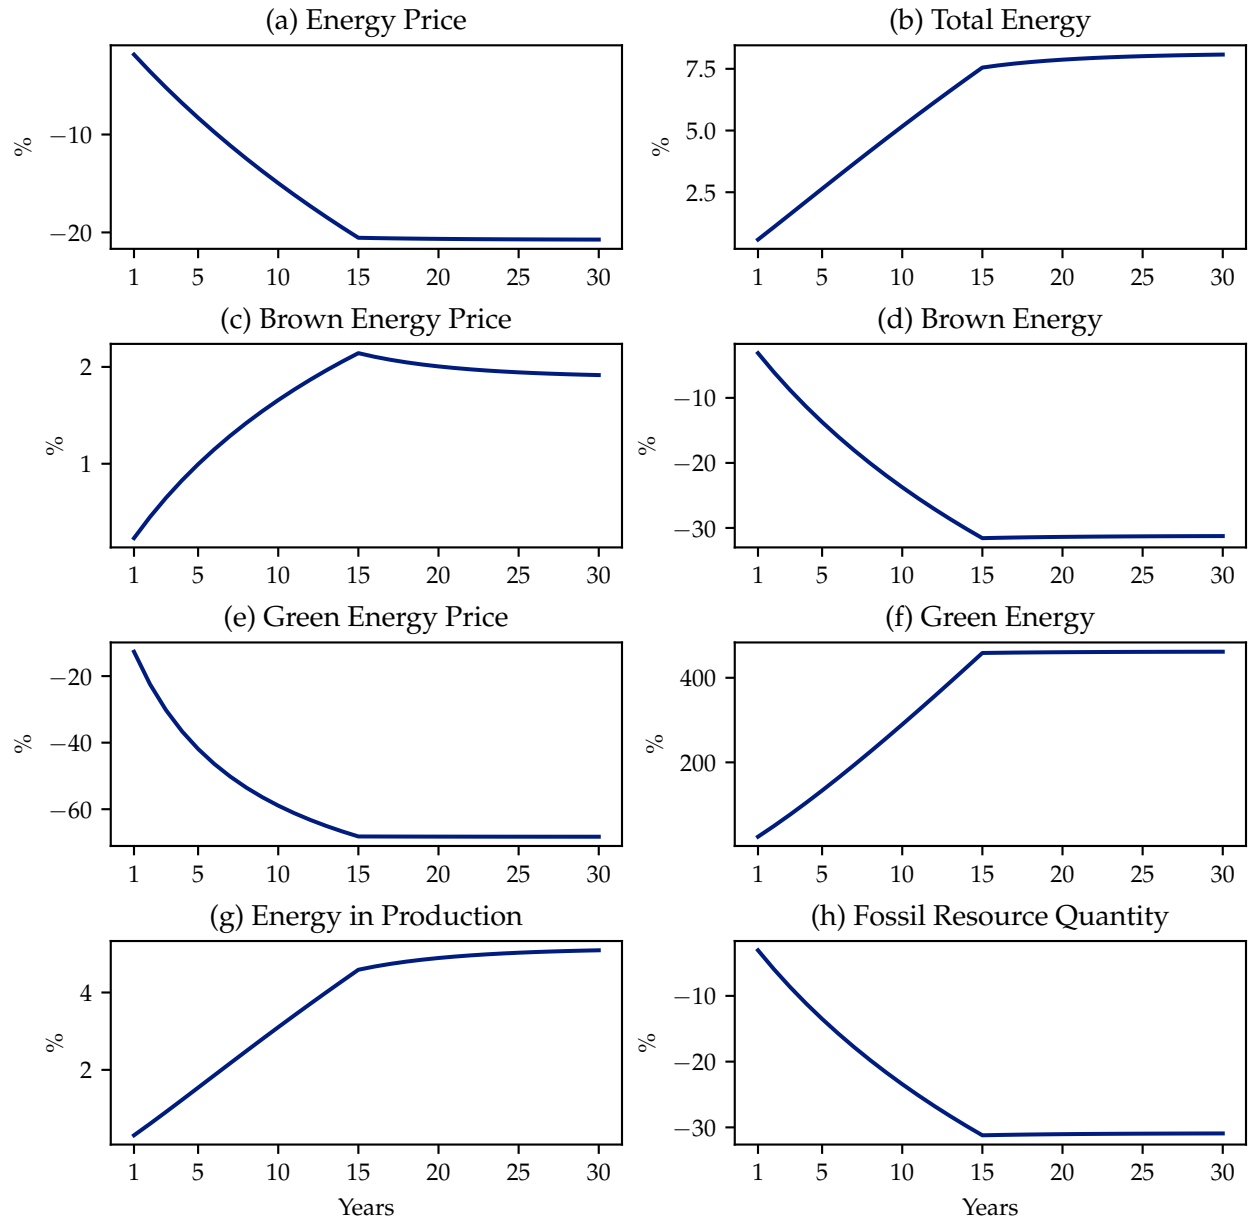 (a) Energy Price
%
−10
−20
1 5 10 15 20 25 30
(b) Total Energy
%
7.5
5.0
2.5
1 5 10 15 20 25 30
(c) Brown Energy Price
%
2
1
1 5 10 15 20 25 30
(d) Brown Energy
%
−10
−20
−30
1 5 10 15 20 25 30
(e) Green Energy Price
%
−20
−40
−60
1 5 10 15 20 25 30
(f) Green Energy
%
400
200
1 5 10 15 20 25 30
(g) Energy in Production
%
4
2
1 5 10 15 20 25 30
Years
(h) Fossil Resource Quantity
%
−10
−20
−30
1 5 10 15 20 25 30
Years